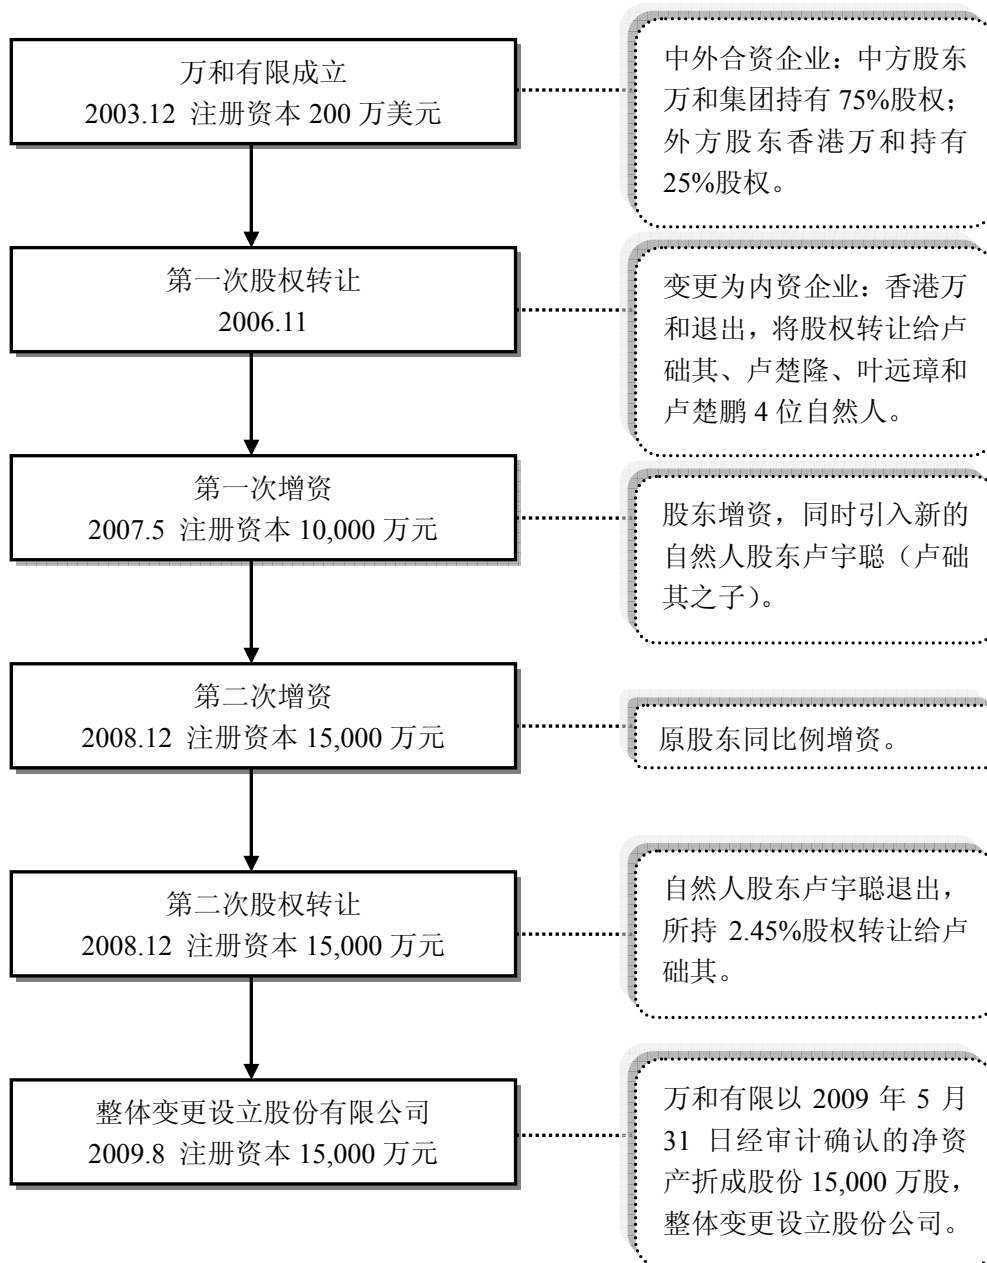 万和有限成立
2003.12 注册资本 200 万美元
中外合资企业：中方股东
万和集团持有 75%股权；
外方股东香港万和持有
25%股权。
第一次股权转让
2006.11
变更为内资企业：香港万
和退出，将股权转让给卢
础其、卢楚隆、叶远璋和
卢楚鹏 4 位自然人。
第一次增资
2007.5 注册资本 10,000 万元
股东增资，同时引入新的
自然人股东卢宇聪（卢础
其之子）。
第二次增资
2008.12 注册资本 15,000 万元
原股东同比例增资。
第二次股权转让
2008.12 注册资本 15,000 万元
自然人股东卢宇聪退出，
所持 2.45%股权转让给卢
础其。
整体变更设立股份有限公司
2009.8 注册资本 15,000 万元
万和有限以 2009 年 5 月
31 日经审计确认的净资
产折成股份 15,000 万股，
整体变更设立股份公司。